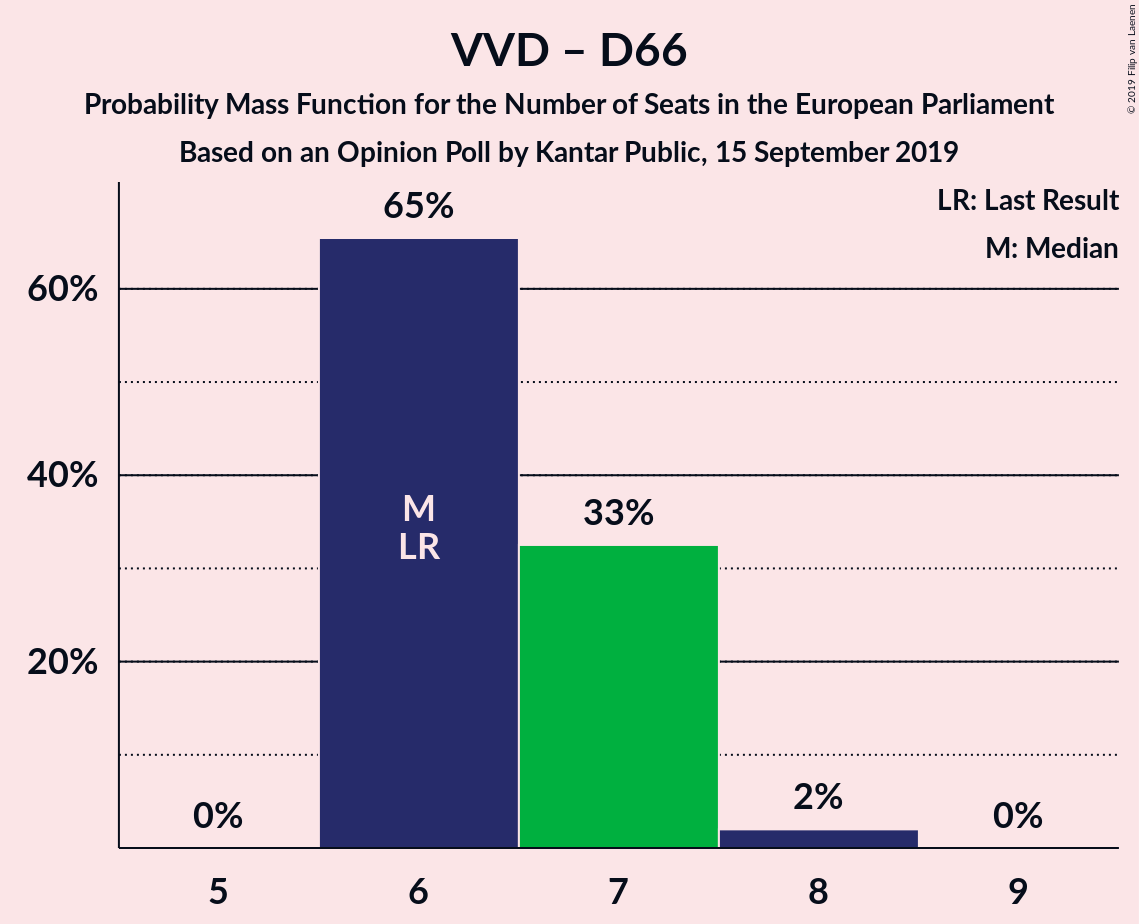 VVD – D66
Probability Mass Function for the Number of Seats in the European Parliament
Based on an Opinion Poll by Kantar Public, 15 September 2019
© 2019 Filip van Laenen
LR: Last Result
M: Median
65%
60%
40%
20%
M
LR
33%
0%
2%
0%
5 6 7 8 9